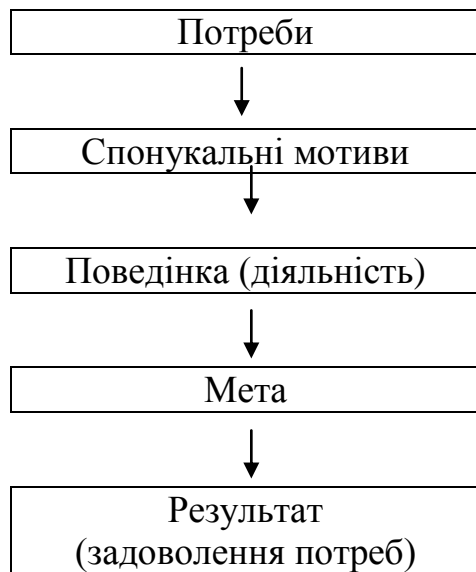 Потреби
Спонукальні мотиви
Поведінка (діяльність)
Мета
Результат
(задоволення потреб)